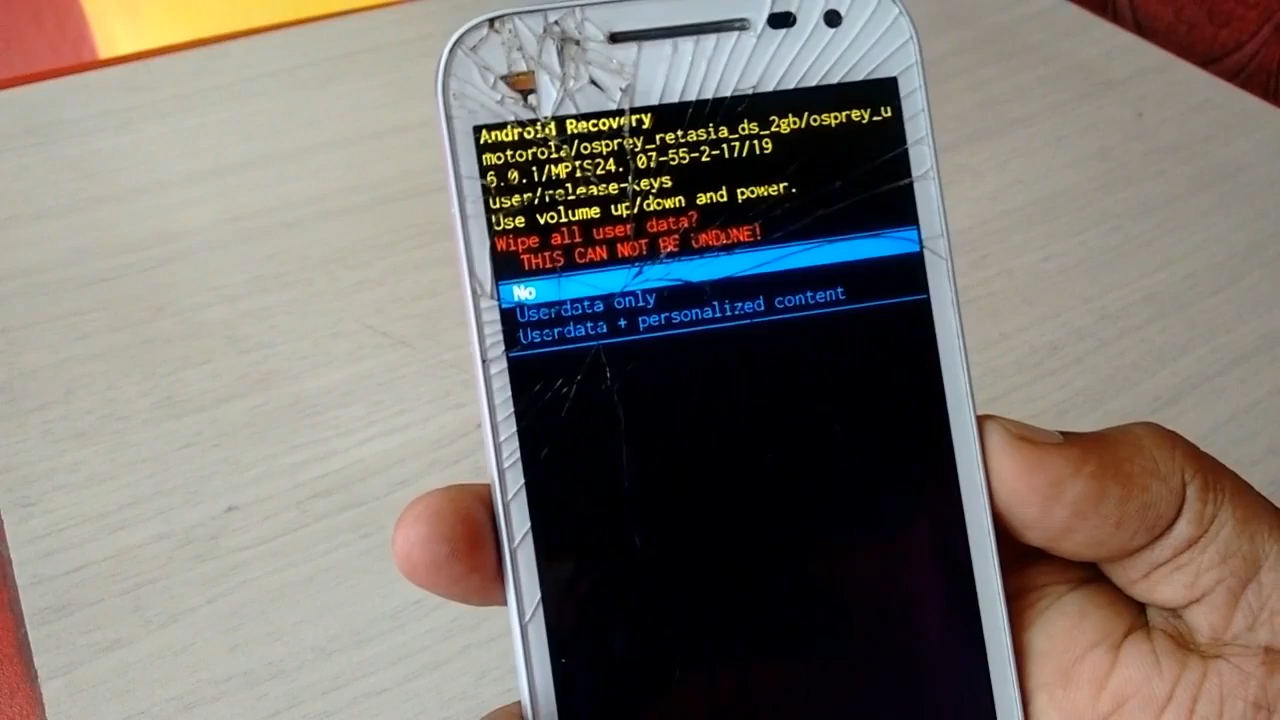 Android Recovery
motorola/osprey_retasia_ds_2gb/osprey_u
6.0.1/MPIS24.107-55-2-17/19
user/release-keys
Use volume up/down and power.
Wipe all user data?
THIS CAN NOT BE UNDONE!
No
Userdata only
Userdata + personalized content